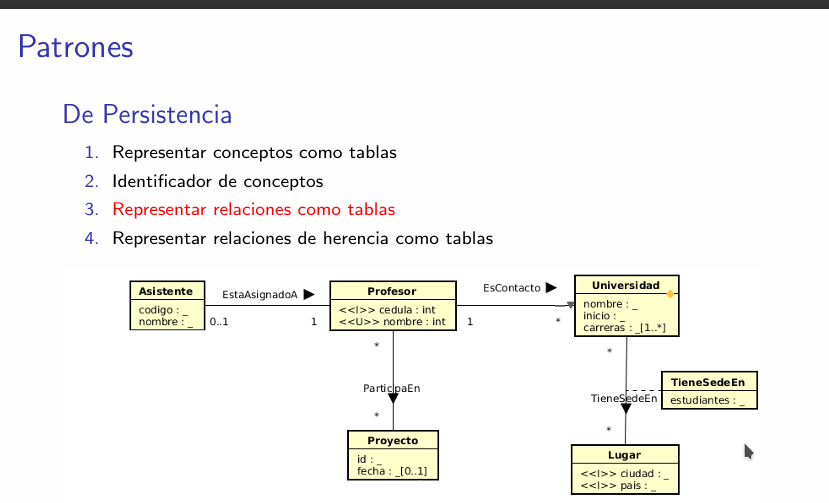 Patrones
De Persistencia
1. Representar conceptos como tablas
2. Identificador de conceptos
3. Representar relaciones como tablas
4. Representar relaciones de herencia como tablas
Asistente
codigo : _
nombre : _
EstaAsignadoA
0..1
1
Profesor
<<I>> cedula : int
<<U>> nombre : int
EsContacto
1
*
Universidad
nombre : _
inicio : _
carreras : _[1..*]
*
ParticipaEn
*
Proyecto
id : _
fecha : _[0..1]
*
TieneSedeEn
*
TieneSedeEn
estudiantes : _
Lugar
<<I>> ciudad : _
<<I>> pais : _